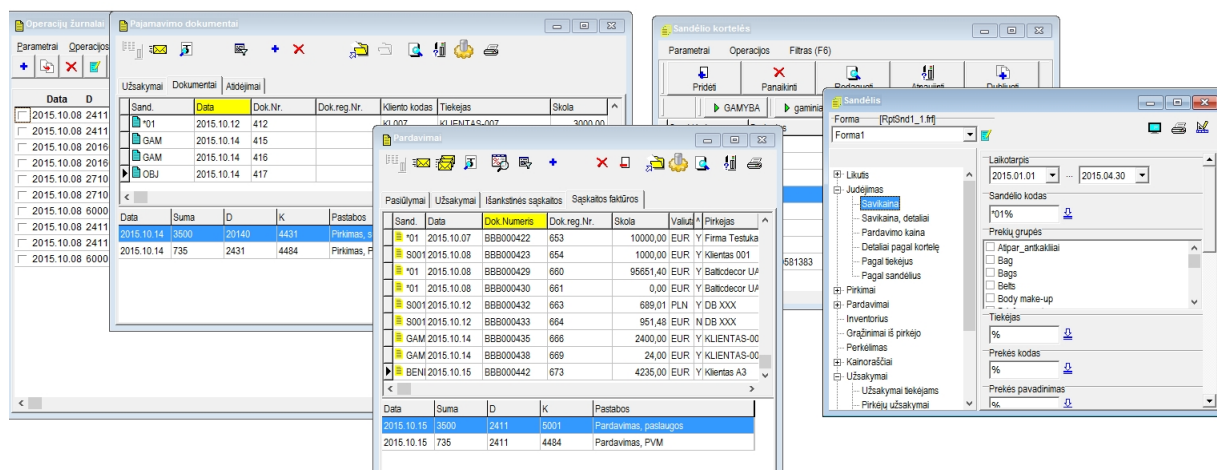 Operacijų žurnalai
Parametrai Operacijos
Data D
2015.10.08 2411
2015.10.08 2411
2015.10.08 2016
2015.10.08 2016
2015.10.08 2710
2015.10.08 2710
2015.10.08 6000
2015.10.08 2411
2015.10.08 2411
2015.10.08 6000
Pajamavimo dokumentai
Užsakymai Dokumentai Atidėjimai
Sand. Data Dok.Nr. Dok.reg.Nr. Kliento kodas Tiekejas Skola
*01 2015.10.12 412 KL007 KLIENTAS-007 3000,00
GAM 2015.10.14 415
GAM 2015.10.14 416
OBJ 2015.10.14 417
Data Suma D K Pastabos
2015.10.14 3500 20140 4431 Pirkimas, s
2015.10.14 735 2431 4484 Pirkimas, P
Pardavimai
Pasiūlymai Užsakymai Išankstinės sąskaitos Sąskaitos faktūros
Sand. Data Dok.Numeris Dok.reg.Nr. Skola Valiuta Pirkejas
*01 2015.10.07 BBB000422 653 10000,00 EUR Y Firma Testuka
S001 2015.10.08 BBB000423 654 1000,00 EUR Y Klientas 001
*01 2015.10.08 BBB000429 660 95651,40 EUR Y Balticdecor UA
*01 2015.10.08 BBB000430 661 0,00 EUR Y Balticdecor UA
S001 2015.10.12 BBB000432 663 689,01 PLN Y DB XXX
S001 2015.10.12 BBB000433 664 951,48 EUR N DB XXX
GAM 2015.10.14 BBB000435 666 2400,00 EUR Y KLIENTAS-00
GAM 2015.10.14 BBB000438 669 24,00 EUR Y KLIENTAS-00
BENI 2015.10.15 BBB000442 673 4235,00 EUR Y Klientas A3
Data Suma D K Pastabos
2015.10.15 3500 2411 5001 Pardavimas, paslaugos
2015.10.15 735 2411 4484 Pardavimas, PVM
Sandėlio kortelės
Parametrai Operacijos Filtras (F6)
Pridėti Panaikinti Redaguoti Atnaujinti Dubliuoti
GAMYBA gaminia
0581383
Sandėlis
Forma [RptSnd1_1.frf]
Forma1
Likutis
Judėjimas
Savikaina
Savikaina, detaliai
Pardavimo kaina
Detaliai pagal kortelę
Pagal tiekėjus
Pagal sandėlius
Pirkimai
Pardavimai
Inventorius
Grąžinimai iš pirkėjo
Perkėlimas
Kainoraščiai
Užsakymai
Užsakymai tiekėjams
Pirkėjų užsakymai
Laikotarpis
2015.01.01 ... 2015.04.30
Sandėlio kodas
*01%
Prekių grupės
Atipar_antkakliai
Bag
Bags
Belts
Body make-up
Tiekėjas
%
Prekės kodas
%
Prekės pavadinimas
%